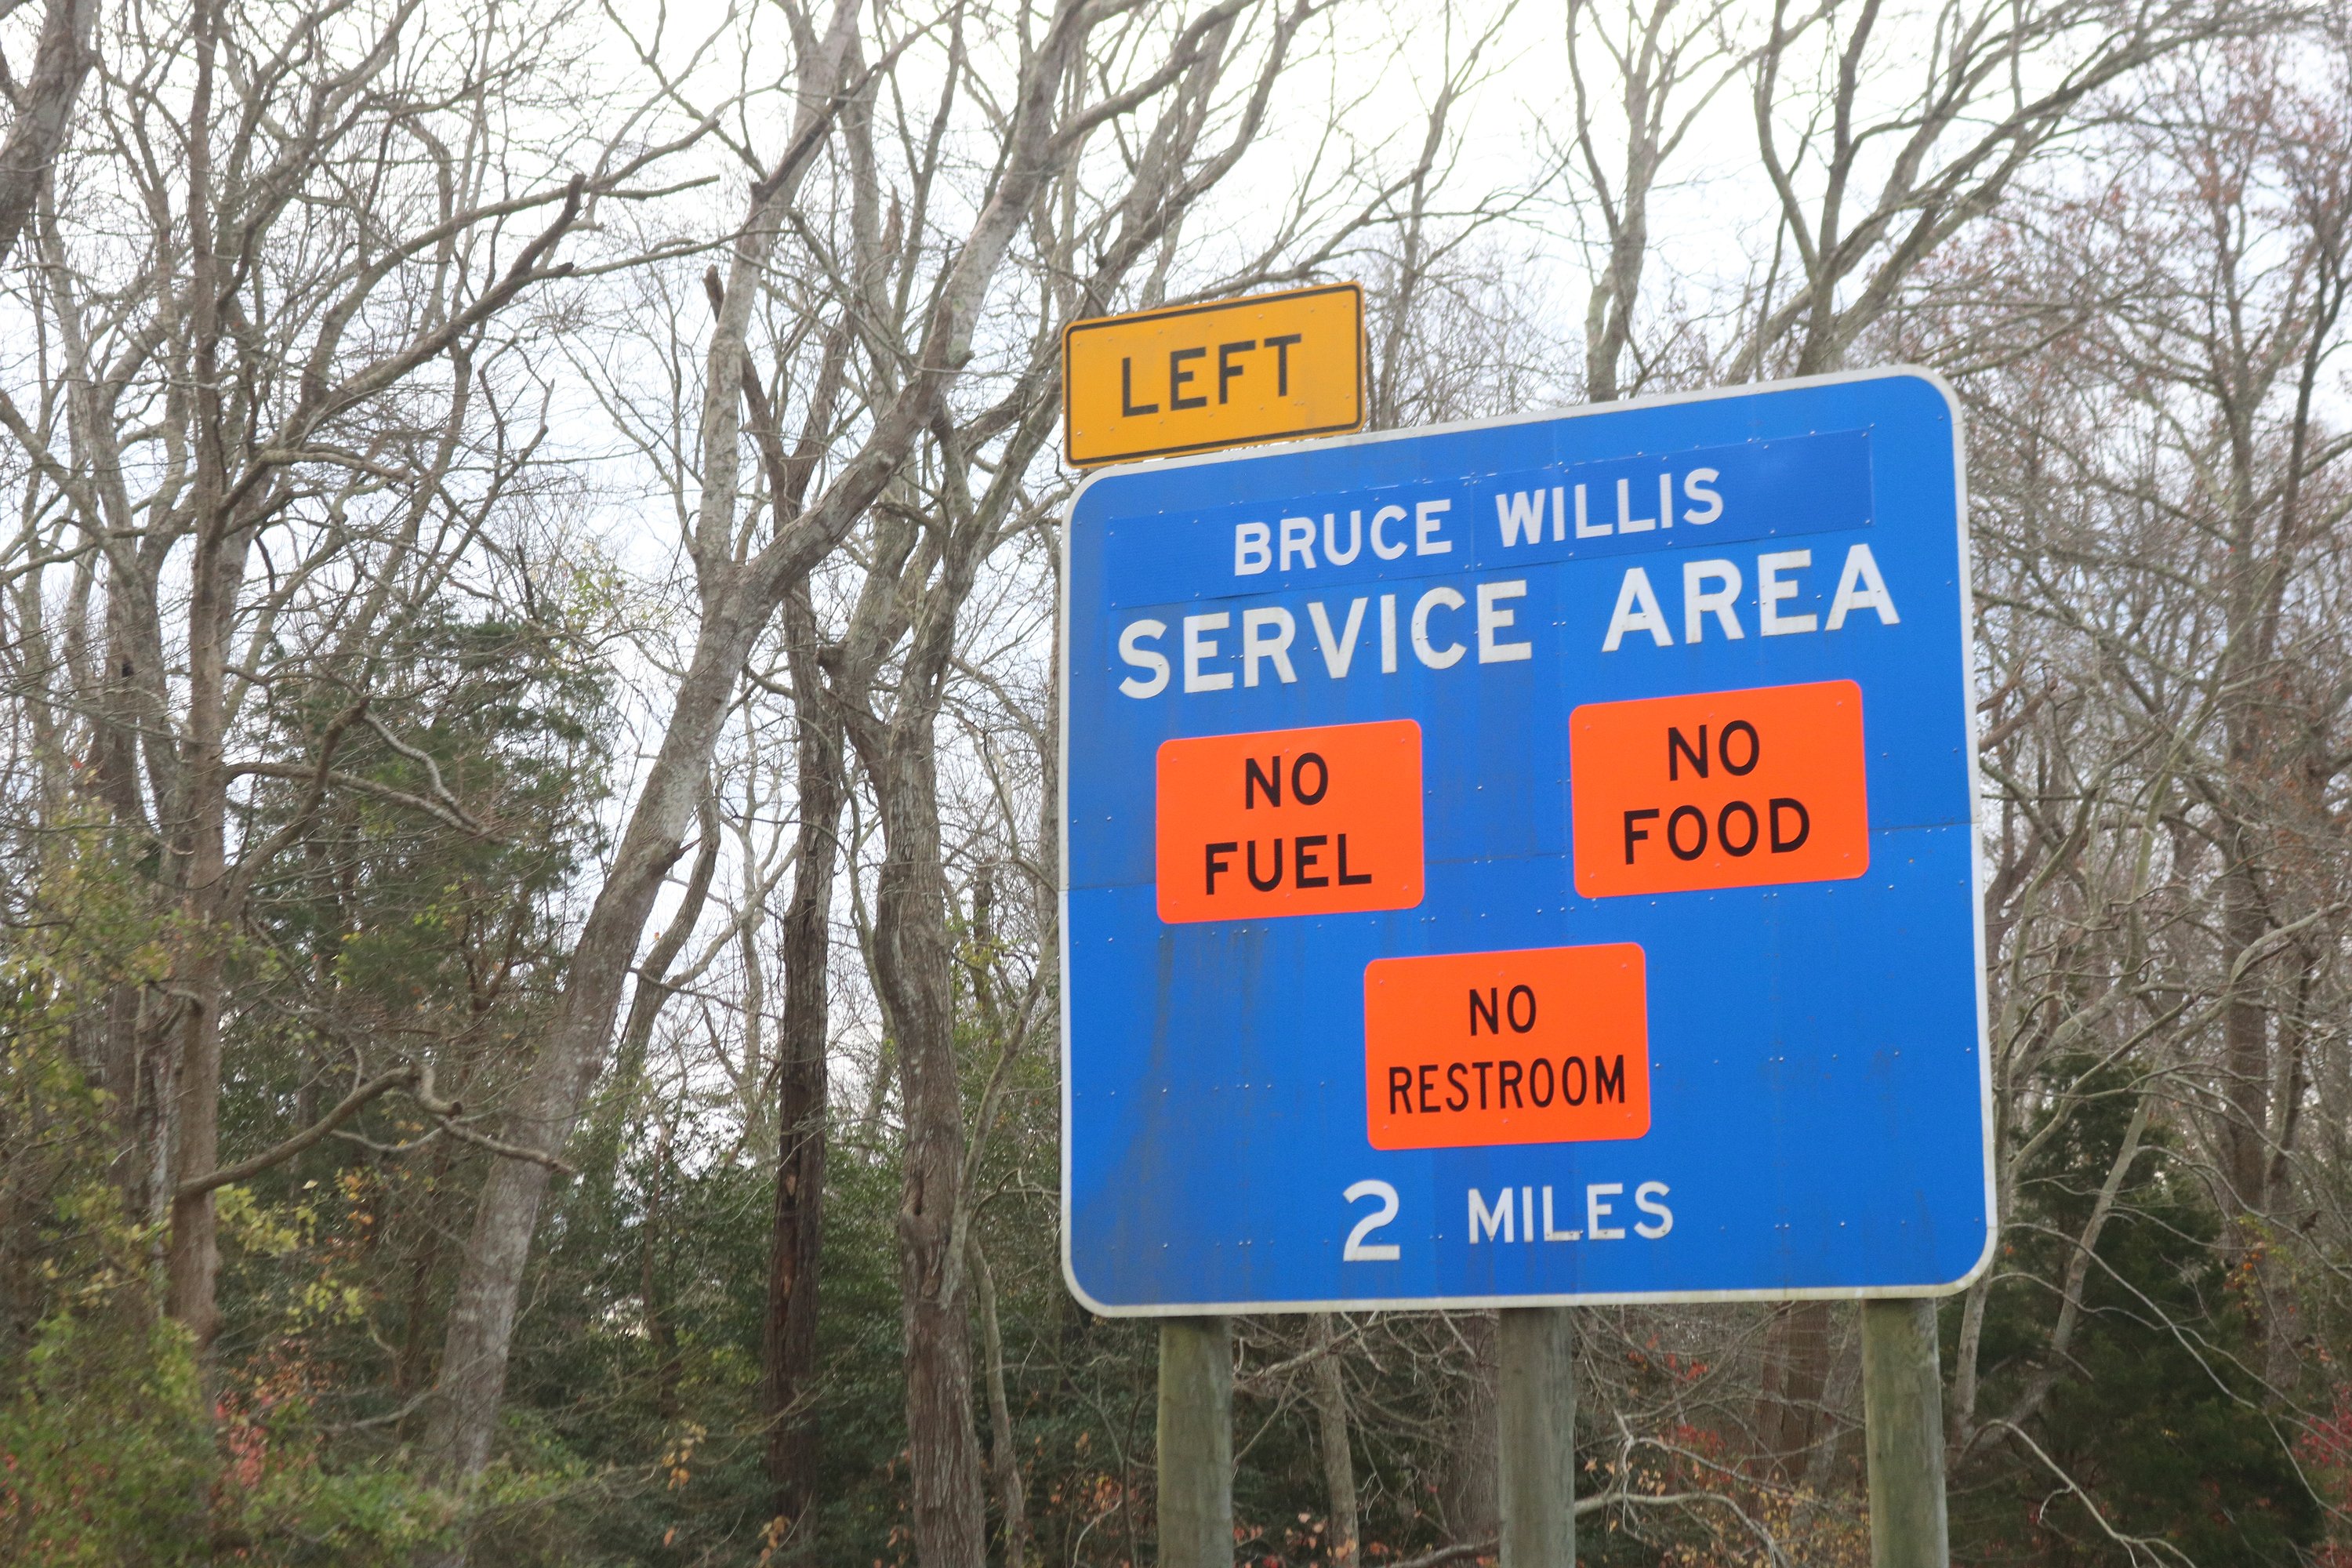 LEFT
BRUCE WILLIS
SERVICE AREA
NO
FUEL
NO
FOOD
NO
RESTROOM
2 MILES